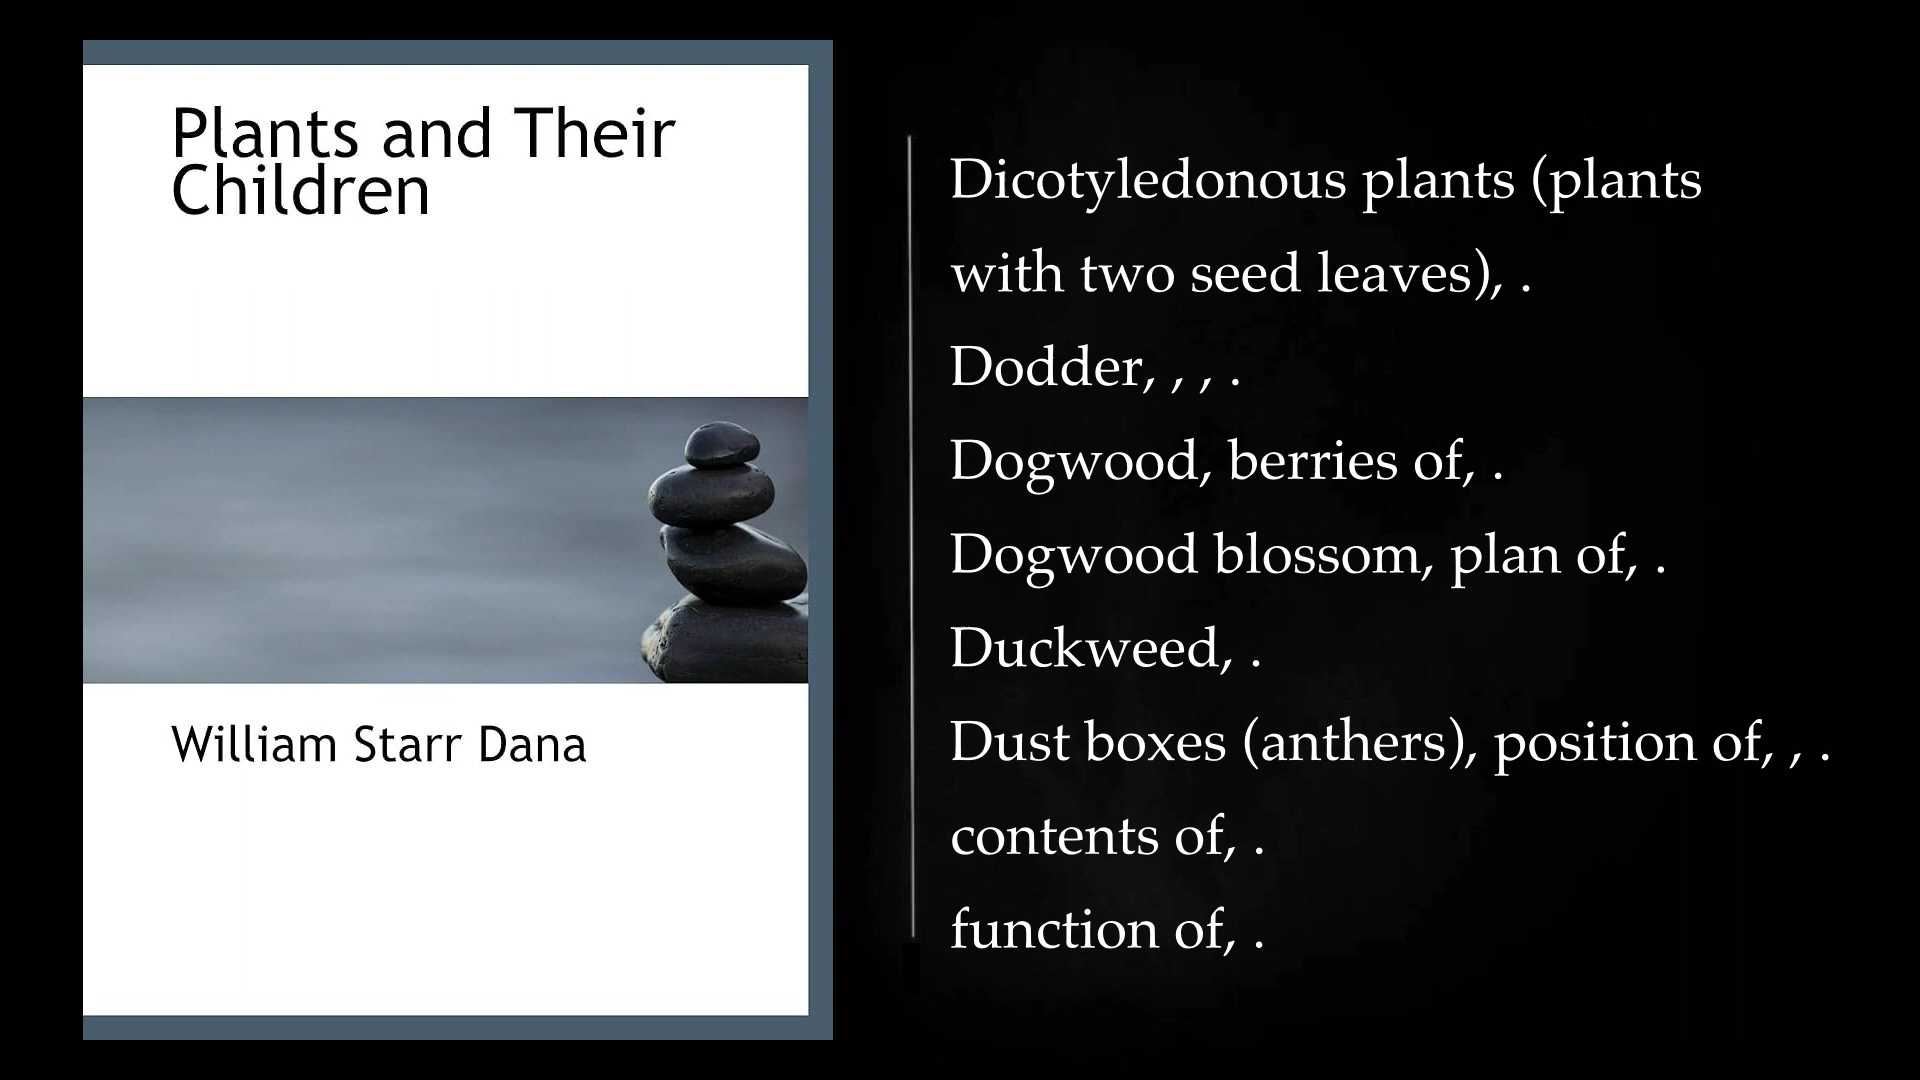 Plants and Their
Children
William Starr Dana
Dicotyledonous plants (plants
with two seed leaves), .
Dodder, , , .
Dogwood, berries of, .
Dogwood blossom, plan of, .
Duckweed, .
Dust boxes (anthers), position of, , .
contents of, .
function of, .